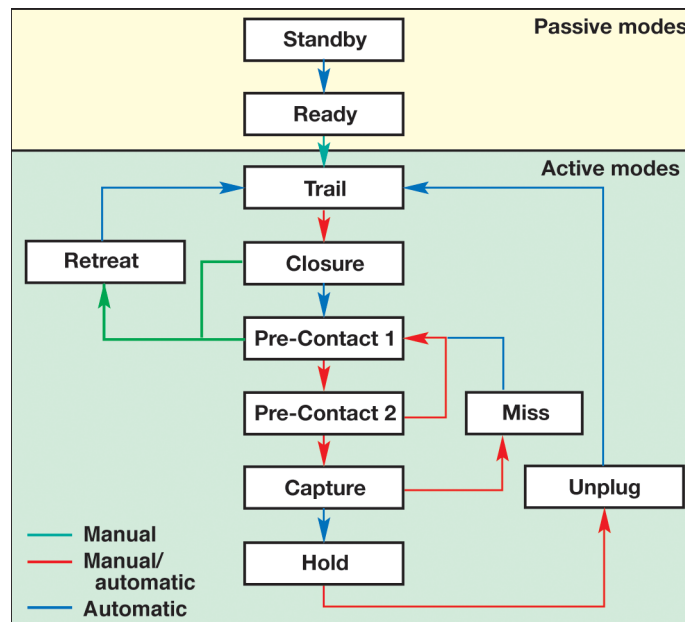 Passive modes
Standby
Ready
Active modes
Trail
Retreat
Closure
Pre-Contact 1
Pre-Contact 2
Miss
Capture
Unplug
Hold
Manual
Manual/
automatic
Automatic